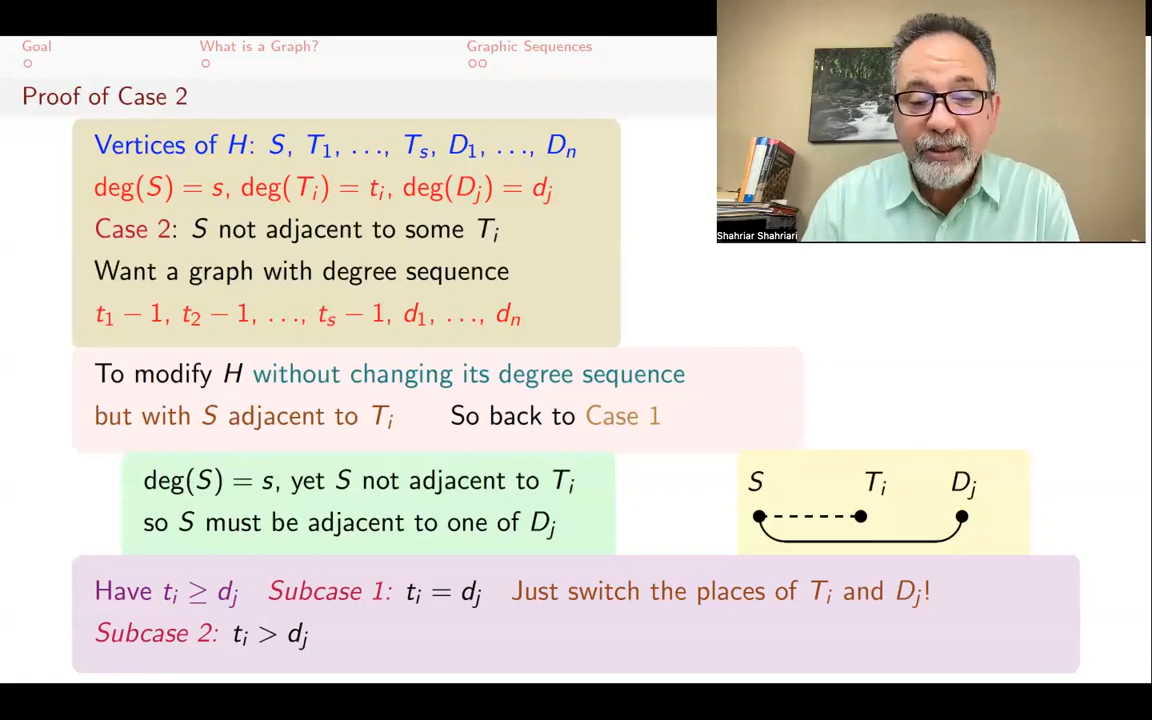 Goal
What is a Graph?
Graphic Sequences
Proof of Case 2
Vertices of H: S, T₁, ..., Tₛ, D₁, ..., Dₙ
deg(S) = s, deg(Tᵢ) = tᵢ, deg(Dⱼ) = dⱼ
Case 2: S not adjacent to some Tᵢ
Want a graph with degree sequence
t₁ − 1, t₂ − 1, ..., tₛ − 1, d₁, ..., dₙ
To modify H without changing its degree sequence
but with S adjacent to Tᵢ So back to Case 1
deg(S) = s, yet S not adjacent to Tᵢ
so S must be adjacent to one of Dⱼ
S Tᵢ Dⱼ
Have tᵢ ≥ dⱼ Subcase 1: tᵢ = dⱼ Just switch the places of Tᵢ and Dⱼ!
Subcase 2: tᵢ > dⱼ
Shahriar Shahriari